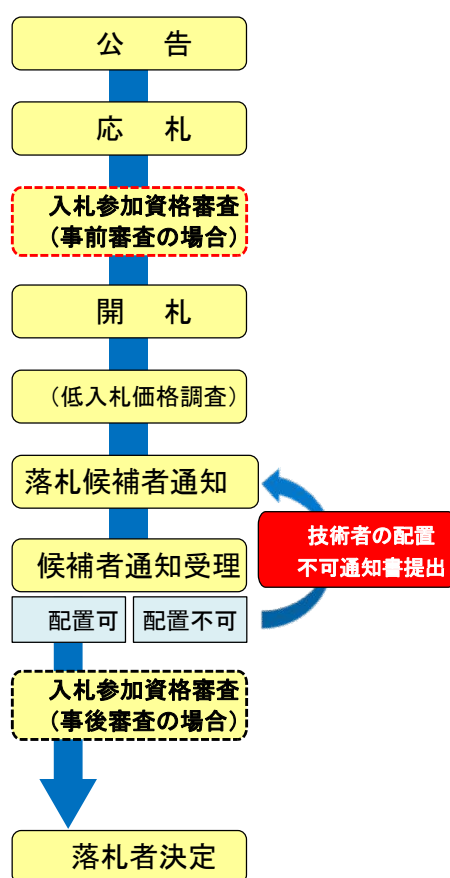 公　告
応　札
入札参加資格審査
（事前審査の場合）
開　札
（低入札価格調査）
落札候補者通知
候補者通知受理
技術者の配置
不可通知書提出
配置可
配置不可
入札参加資格審査
（事後審査の場合）
落札者決定